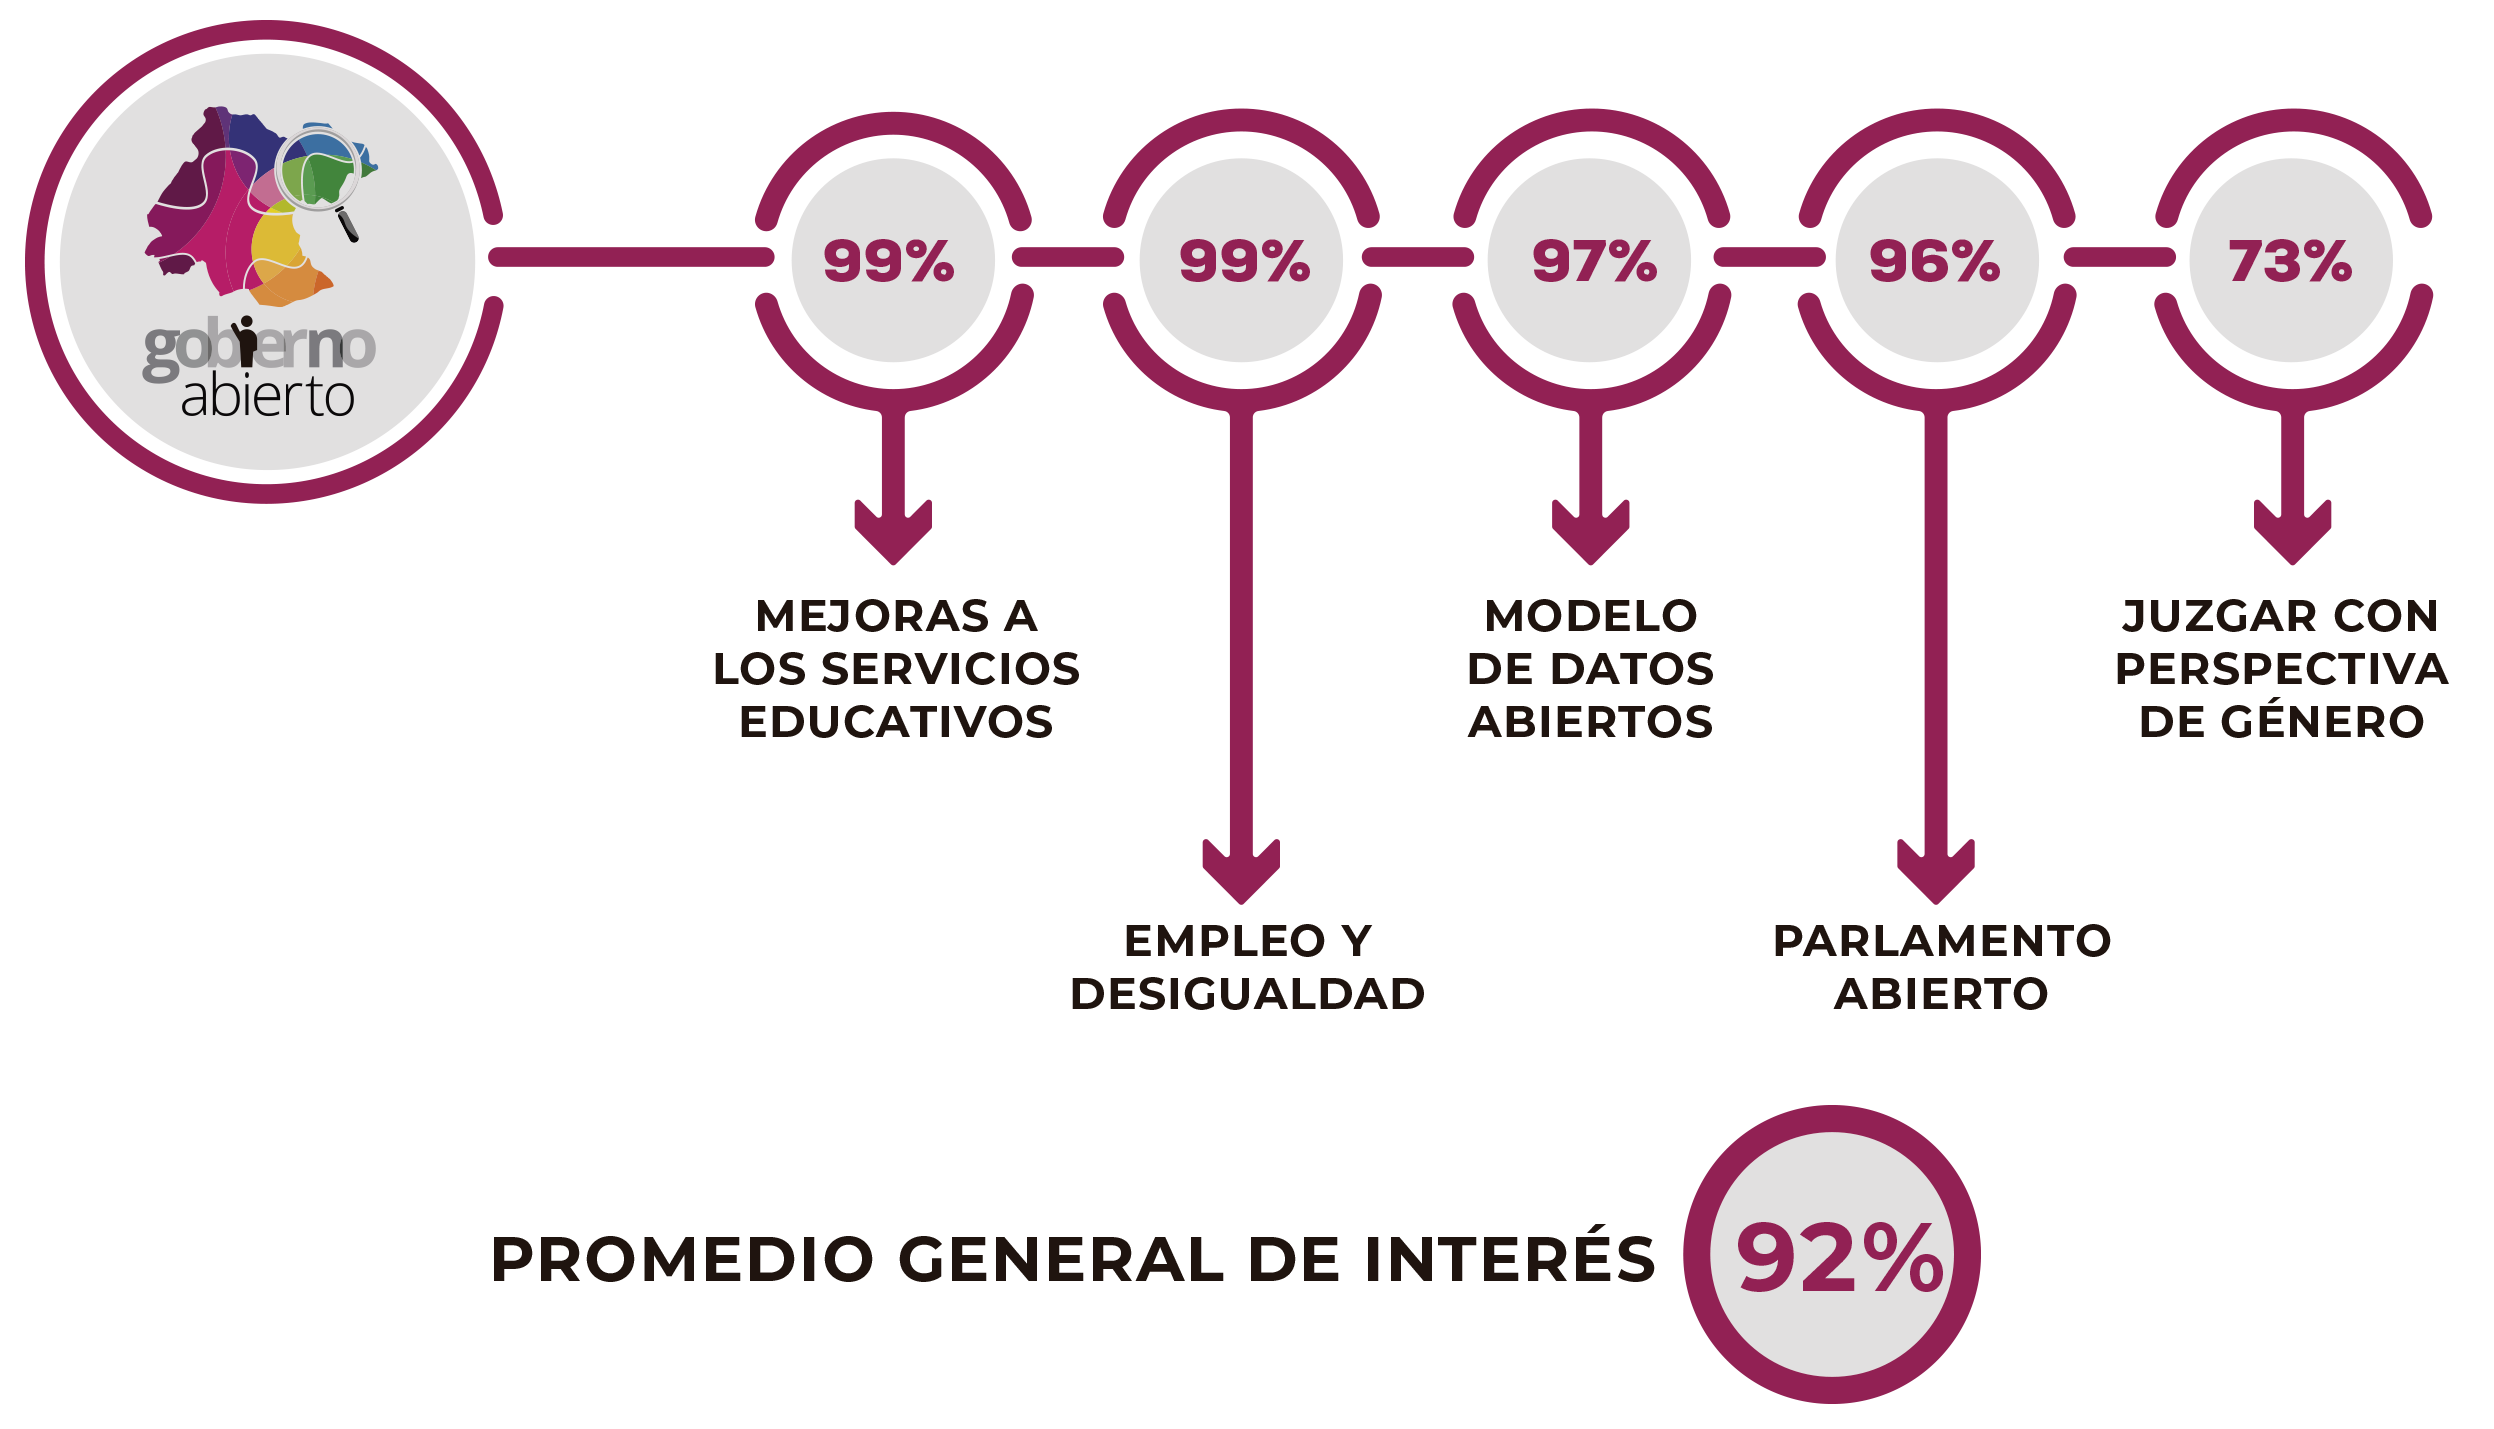 gobierno
abierto
99%
99%
97%
96%
73%
MEJORAS A
LOS SERVICIOS
EDUCATIVOS
MODELO
DE DATOS
ABIERTOS
JUZGAR CON
PERSPECTIVA
DE GÉNERO
EMPLEO Y
DESIGUALDAD
PARLAMENTO
ABIERTO
PROMEDIO GENERAL DE INTERÉS
92%